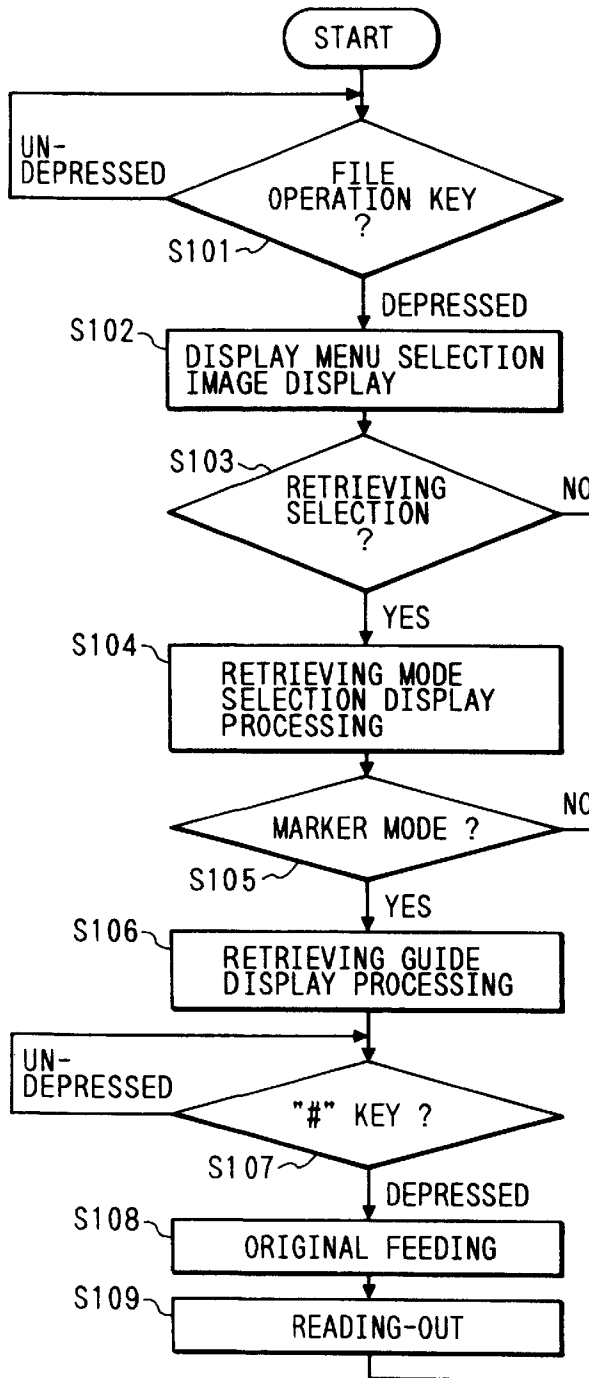 START
UN-
DEPRESSED
FILE
OPERATION KEY
?
S101
DEPRESSED
S102
DISPLAY MENU SELECTION
IMAGE DISPLAY
S103
RETRIEVING
SELECTION
?
NO
YES
S104
RETRIEVING MODE
SELECTION DISPLAY
PROCESSING
MARKER MODE ?
NO
S105
YES
S106
RETRIEVING GUIDE
DISPLAY PROCESSING
UN-
DEPRESSED
"#" KEY ?
S107
DEPRESSED
S108
ORIGINAL FEEDING
S109
READING-OUT